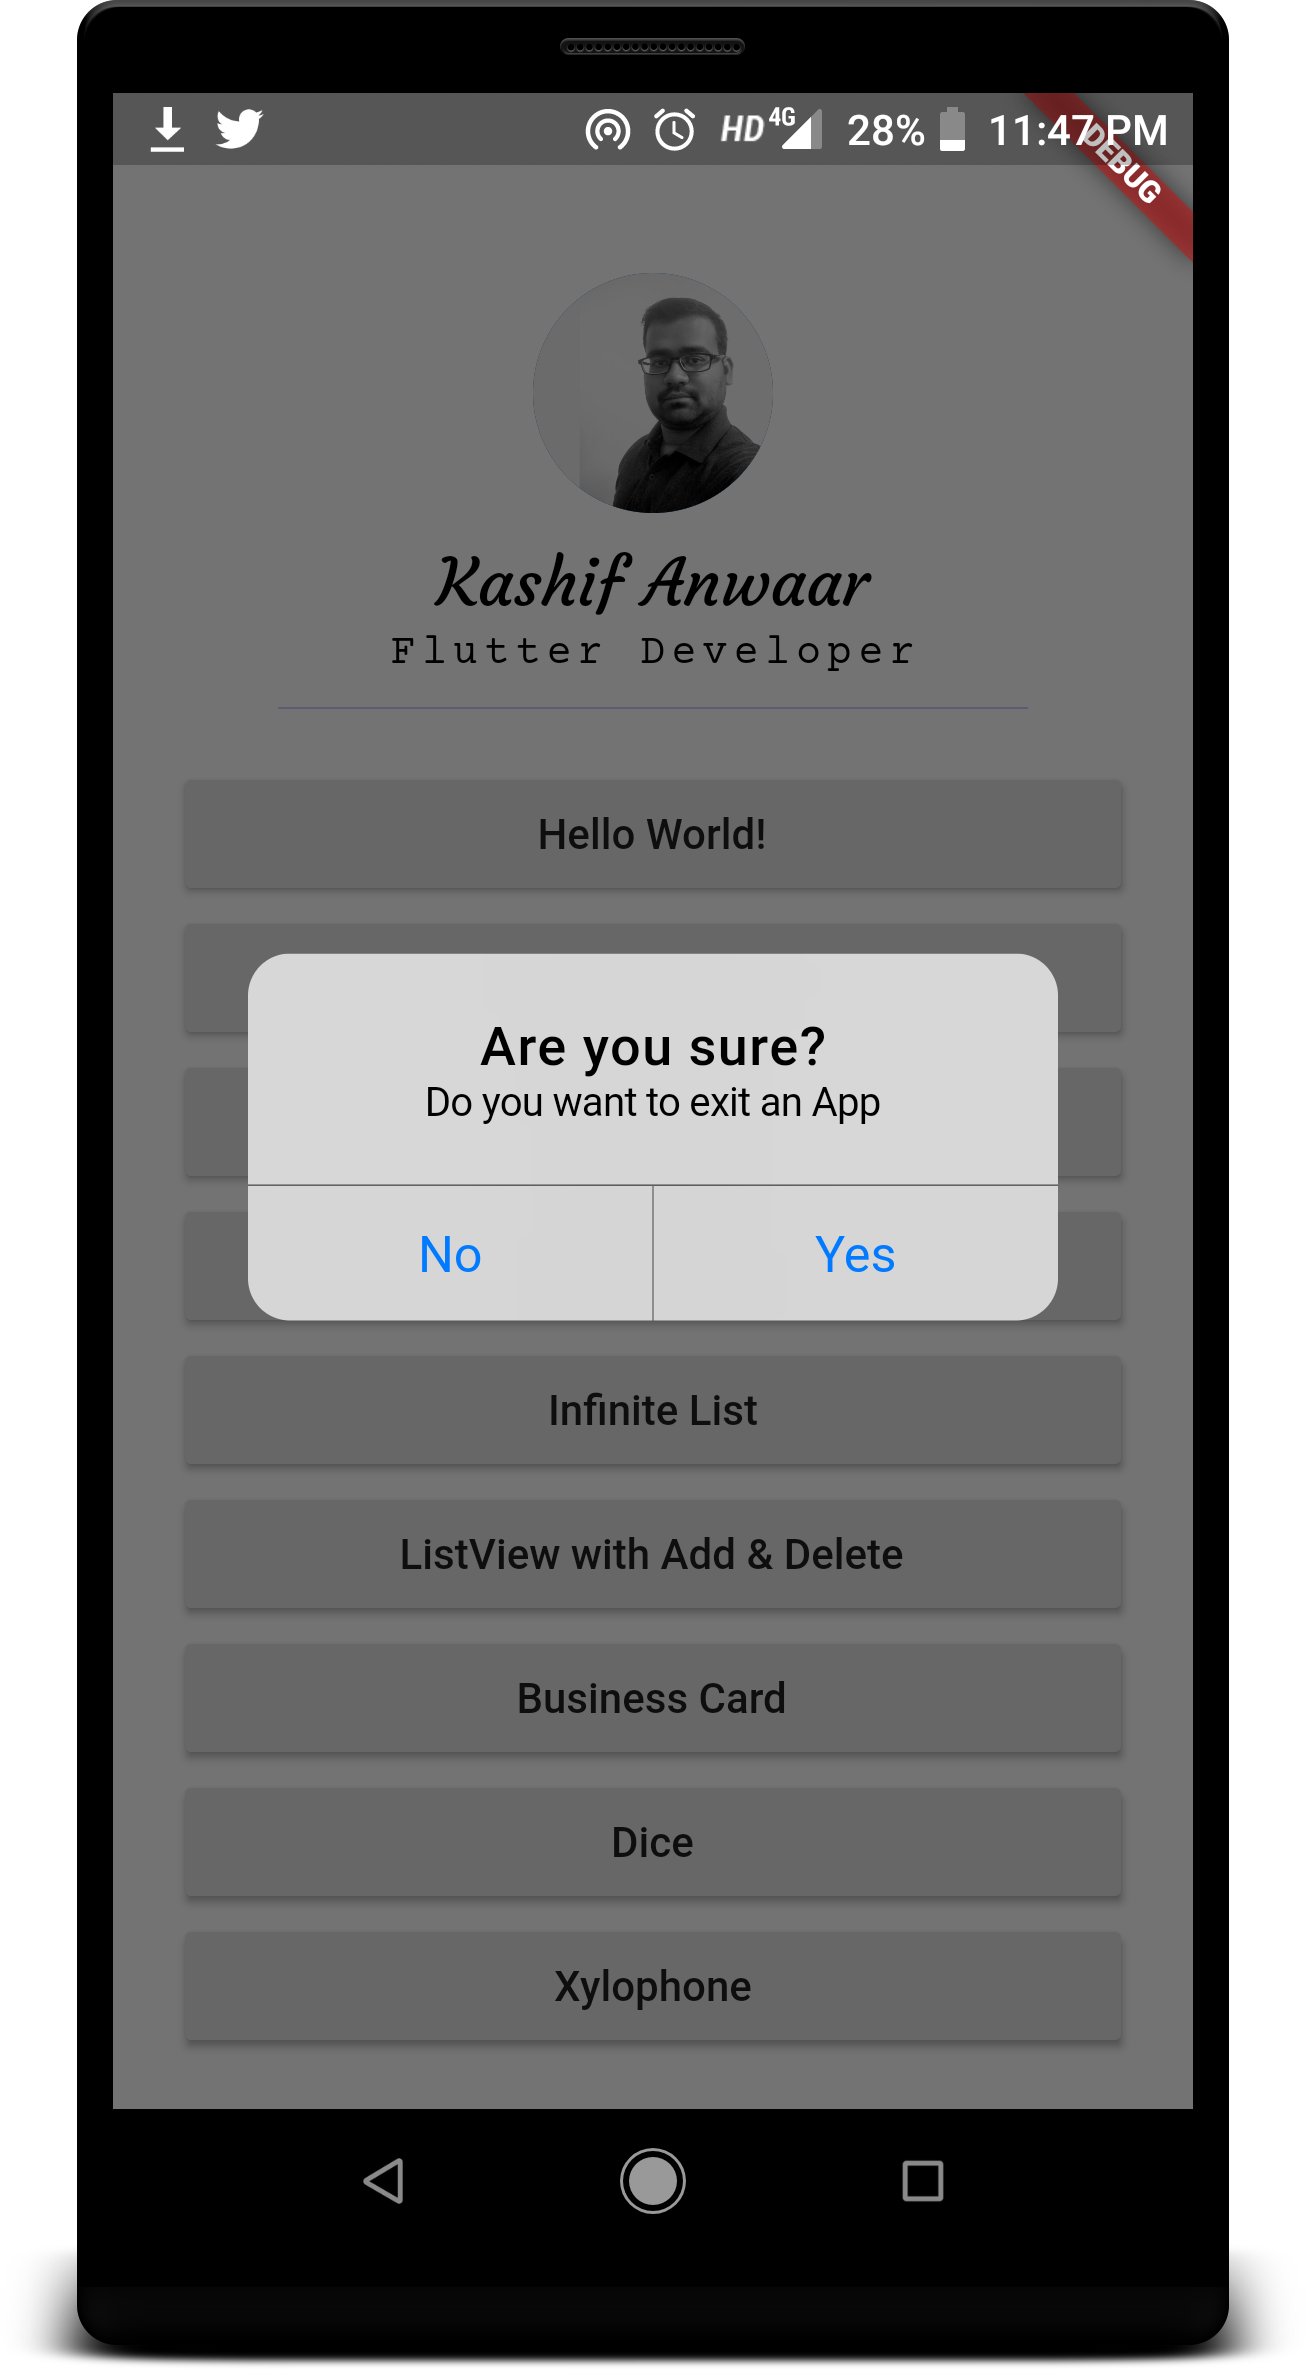 HD 4G 28% 11:47 PM
DEBUG
Kashif Anwaar
Flutter Developer
Hello World!
Are you sure?
Do you want to exit an App
No Yes
Infinite List
ListView with Add & Delete
Business Card
Dice
Xylophone